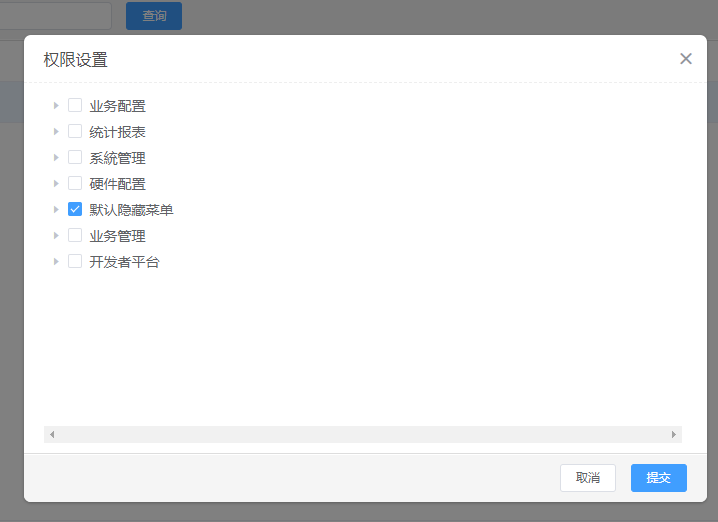 查询
权限设置
业务配置
统计报表
系统管理
硬件配置
默认隐藏菜单
业务管理
开发者平台
取消
提交